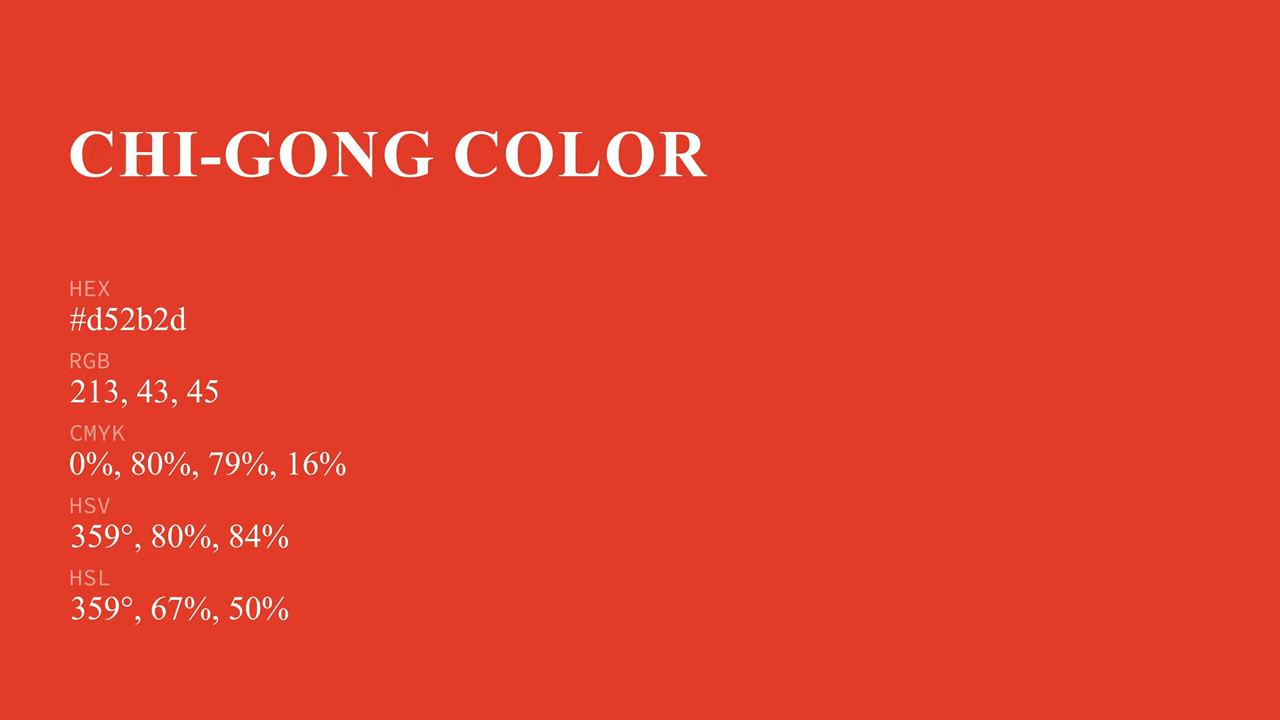 CHI-GONG COLOR
HEX
#d52b2d
RGB
213, 43, 45
CMYK
0%, 80%, 79%, 16%
HSV
359°, 80%, 84%
HSL
359°, 67%, 50%